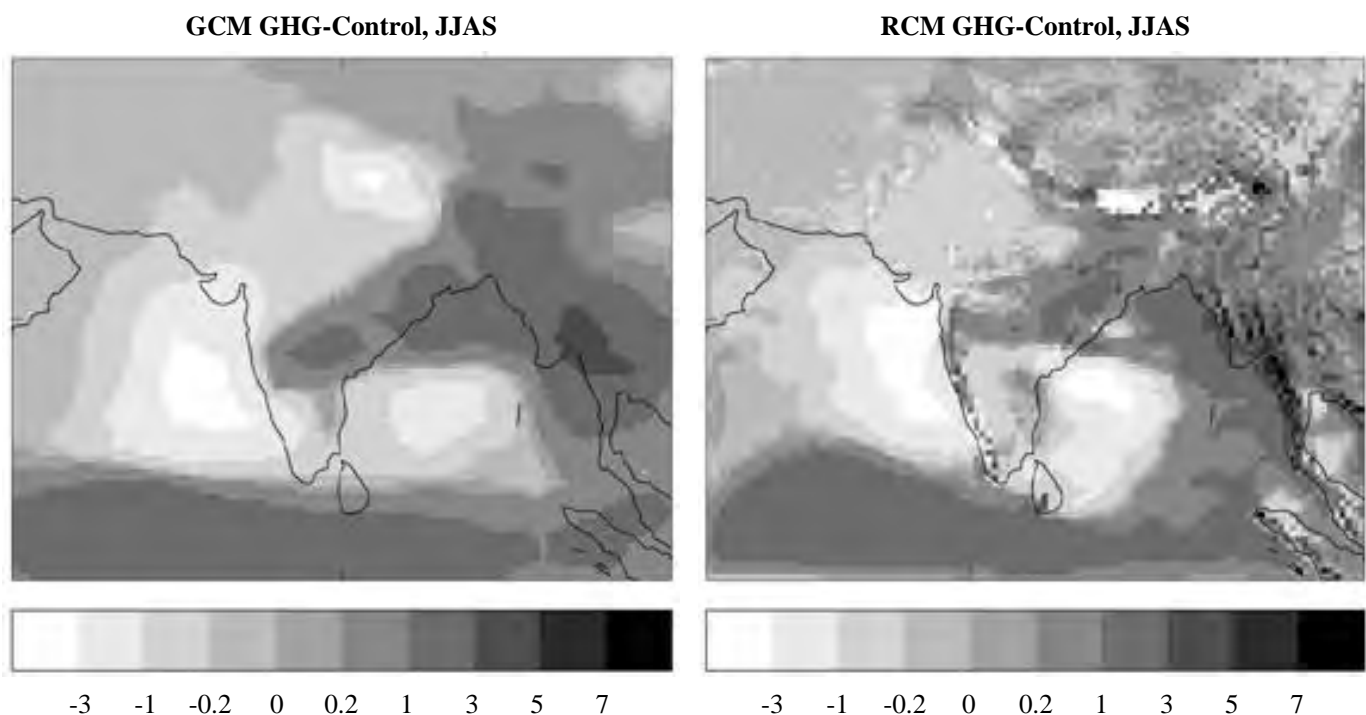 GCM GHG-Control, JJAS
RCM GHG-Control, JJAS
-3 -1 -0.2 0 0.2 1 3 5 7
-3 -1 -0.2 0 0.2 1 3 5 7